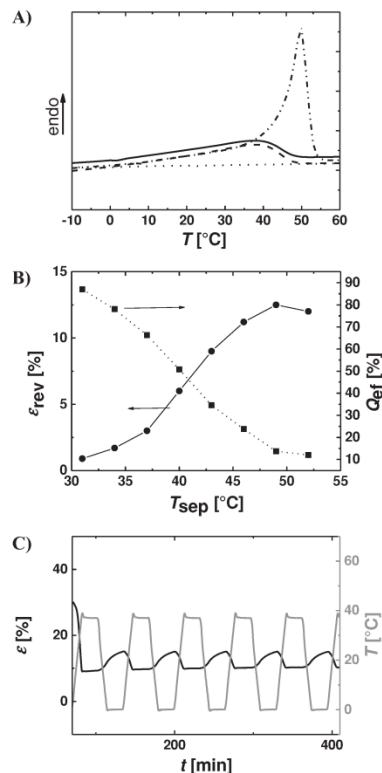 A)
endo
-10 0 10 20 30 40 50 60
T [°C]
B)
15
10
5
0
εrev [%]
90
80
70
60
50
40
30
20
10
Qef [%]
30 35 40 45 50 55
Tsep [°C]
C)
40
20
0
ε [%]
60
40
20
0
T [°C]
200 400
t [min]